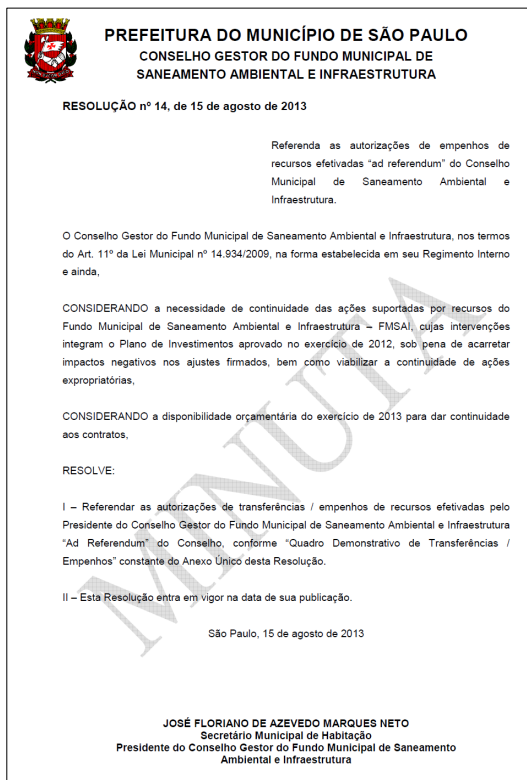 PREFEITURA DO MUNICÍPIO DE SÃO PAULO
CONSELHO GESTOR DO FUNDO MUNICIPAL DE
SANEAMENTO AMBIENTAL E INFRAESTRUTURA
RESOLUÇÃO nº 14, de 15 de agosto de 2013
Referenda as autorizações de empenhos de
recursos efetivadas “ad referendum” do Conselho
Municipal de Saneamento Ambiental e
Infraestrutura.
O Conselho Gestor do Fundo Municipal de Saneamento Ambiental e Infraestrutura, nos termos
do Art. 11º da Lei Municipal nº 14.934/2009, na forma estabelecida em seu Regimento Interno
e ainda,
CONSIDERANDO a necessidade de continuidade das ações suportadas por recursos do
Fundo Municipal de Saneamento Ambiental e Infraestrutura – FMSAI, cujas intervenções
integram o Plano de Investimentos aprovado no exercício de 2012, sob pena de acarretar
impactos negativos nos ajustes firmados, bem como viabilizar a continuidade de ações
expropriatórias,
CONSIDERANDO a disponibilidade orçamentária do exercício de 2013 para dar continuidade
aos contratos,
RESOLVE:
I – Referendar as autorizações de transferências / empenhos de recursos efetivadas pelo
Presidente do Conselho Gestor do Fundo Municipal de Saneamento Ambiental e Infraestrutura
“Ad Referendum” do Conselho, conforme “Quadro Demonstrativo de Transferências /
Empenhos” constante do Anexo Único desta Resolução.
II – Esta Resolução entra em vigor na data de sua publicação.
São Paulo, 15 de agosto de 2013
JOSÉ FLORIANO DE AZEVEDO MARQUES NETO
Secretário Municipal de Habitação
Presidente do Conselho Gestor do Fundo Municipal de Saneamento
Ambiental e Infraestrutura
MINUTA